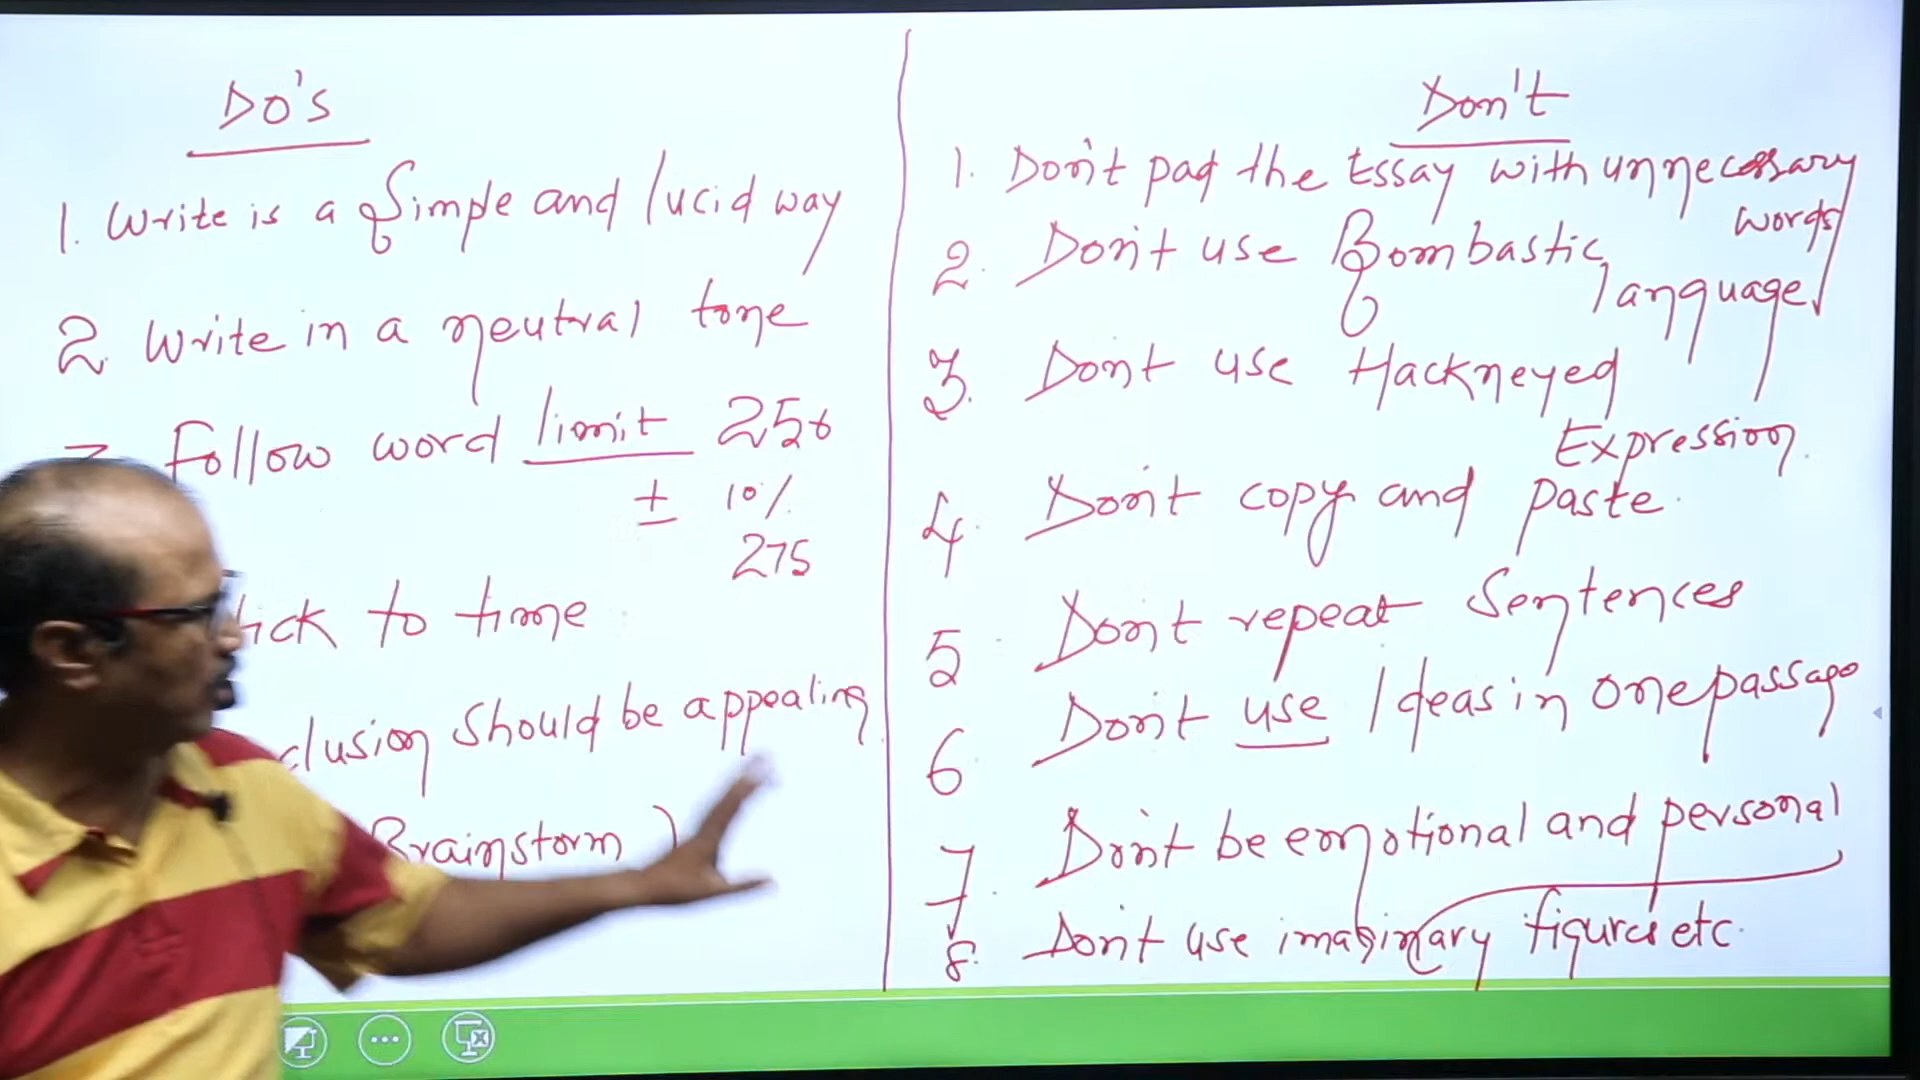 DO's
1. Write is a Simple and lucid way
2. Write in a neutral tone
Follow word limit 250
± 10%
275
to time
should be appealing
Brainstorm )
Don't
1. Don't pad the Essay with unnecessary
words
2. Don't use Bombastic
language
3. Don't use Hackneyed
Expression.
4. Don't copy and paste.
5 Don't repeat Sentences
6 Don't use Ideas in one passage
7. Don't be emotional and personal
8. Don't use imaginary figures etc.